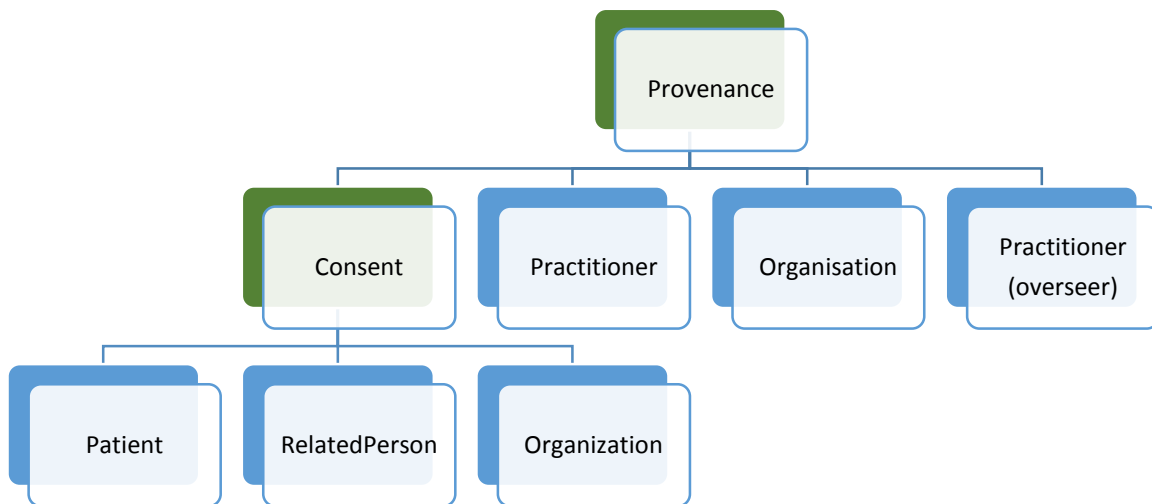 Provenance
Consent
Practitioner
Organisation
Practitioner
(overseer)
Patient
RelatedPerson
Organization